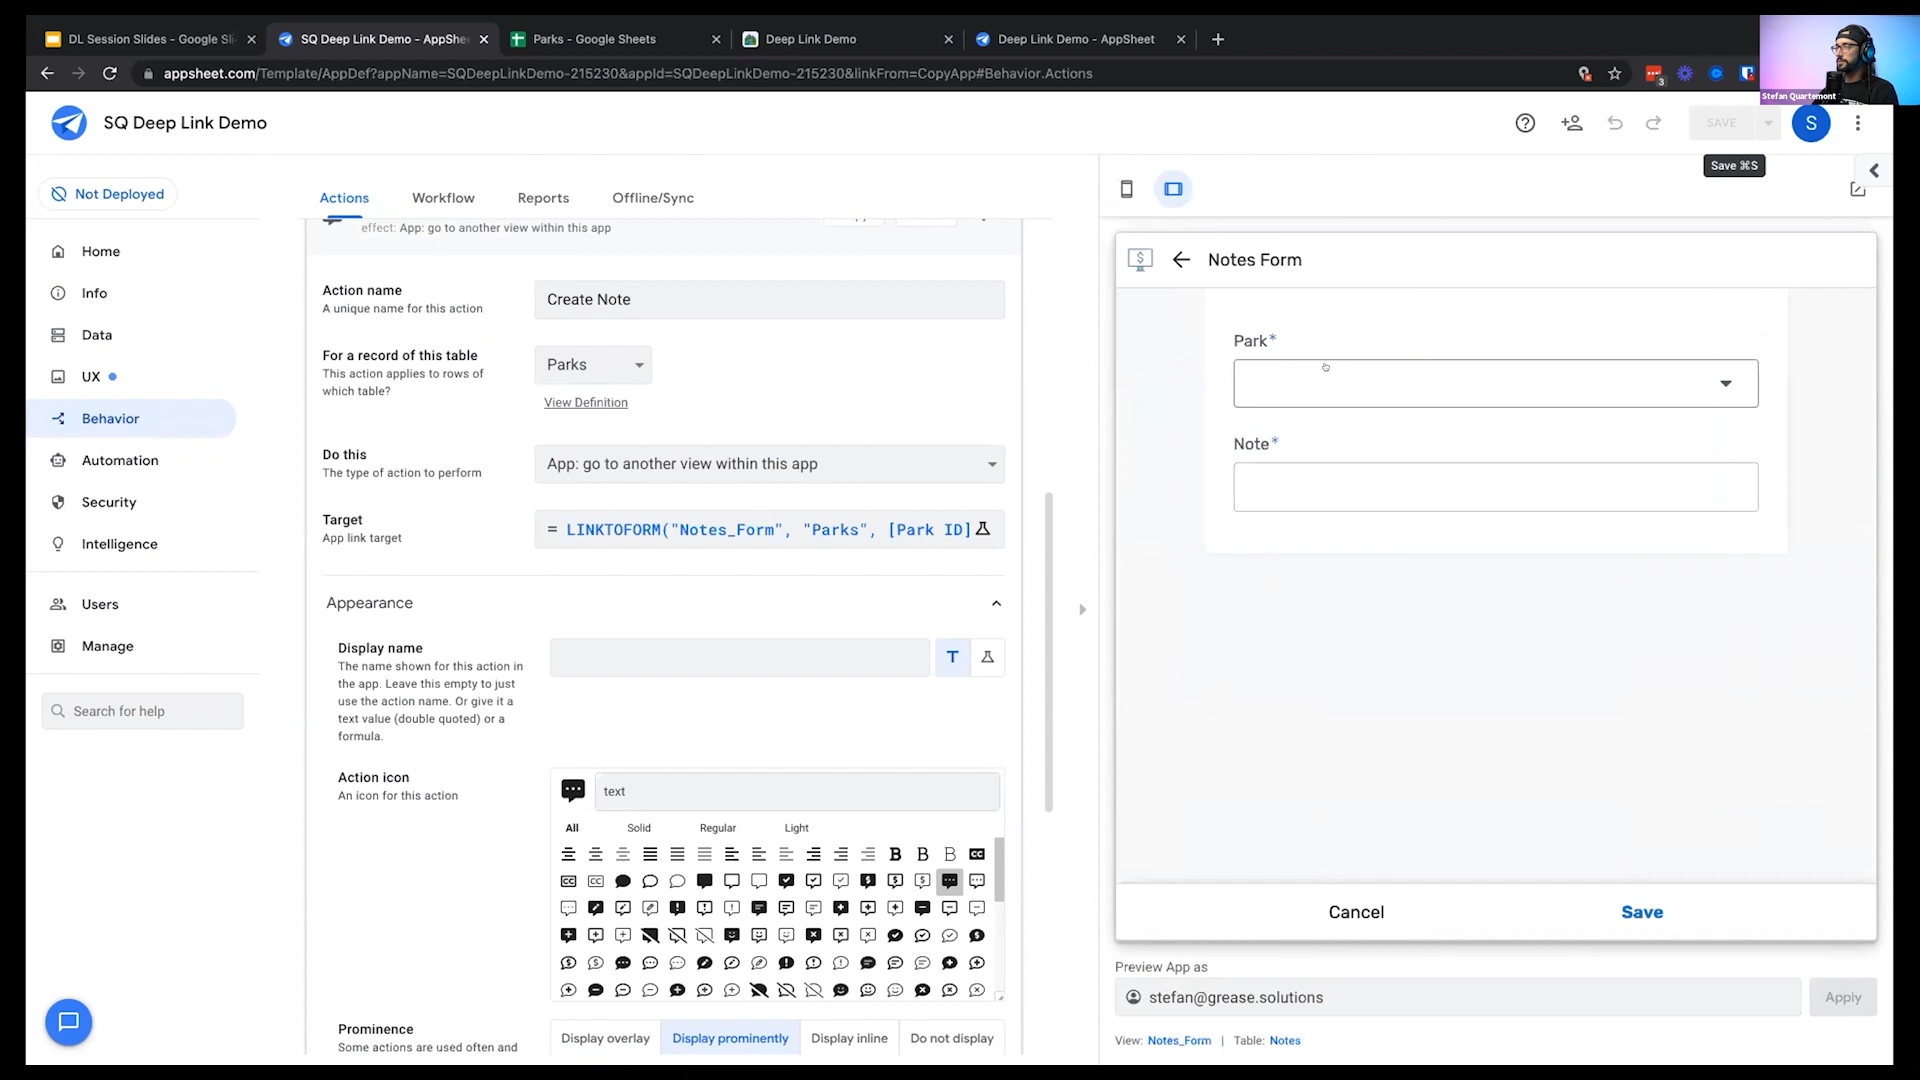 DL Session Slides - Google Sli
SQ Deep Link Demo - AppShe
Parks - Google Sheets
Deep Link Demo
Deep Link Demo - AppSheet
appsheet.com/Template/AppDef?appName=SQDeepLinkDemo-215230&appId=SQDeepLinkDemo-215230&linkFrom=CopyApp#Behavior.Actions
3
Stefan Quartemont
SQ Deep Link Demo
SAVE
S
Save ⌘S
Not Deployed
Home
Info
Data
UX
Behavior
Automation
Security
Intelligence
Users
Manage
Search for help
Actions
Workflow
Reports
Offline/Sync
effect: App: go to another view within this app
Action name
A unique name for this action
Create Note
For a record of this table
This action applies to rows of
which table?
Parks
View Definition
Do this
The type of action to perform
App: go to another view within this app
Target
App link target
= LINKTOFORM("Notes_Form", "Parks", [Park ID]
Appearance
Display name
The name shown for this action in
the app. Leave this empty to just
use the action name. Or give it a
text value (double quoted) or a
formula.
T
Action icon
An icon for this action
text
All
Solid
Regular
Light
Prominence
Some actions are used often and
Display overlay
Display prominently
Display inline
Do not display
Notes Form
Park*
Note*
Cancel
Save
Preview App as
stefan@grease.solutions
Apply
View: Notes_Form | Table: Notes